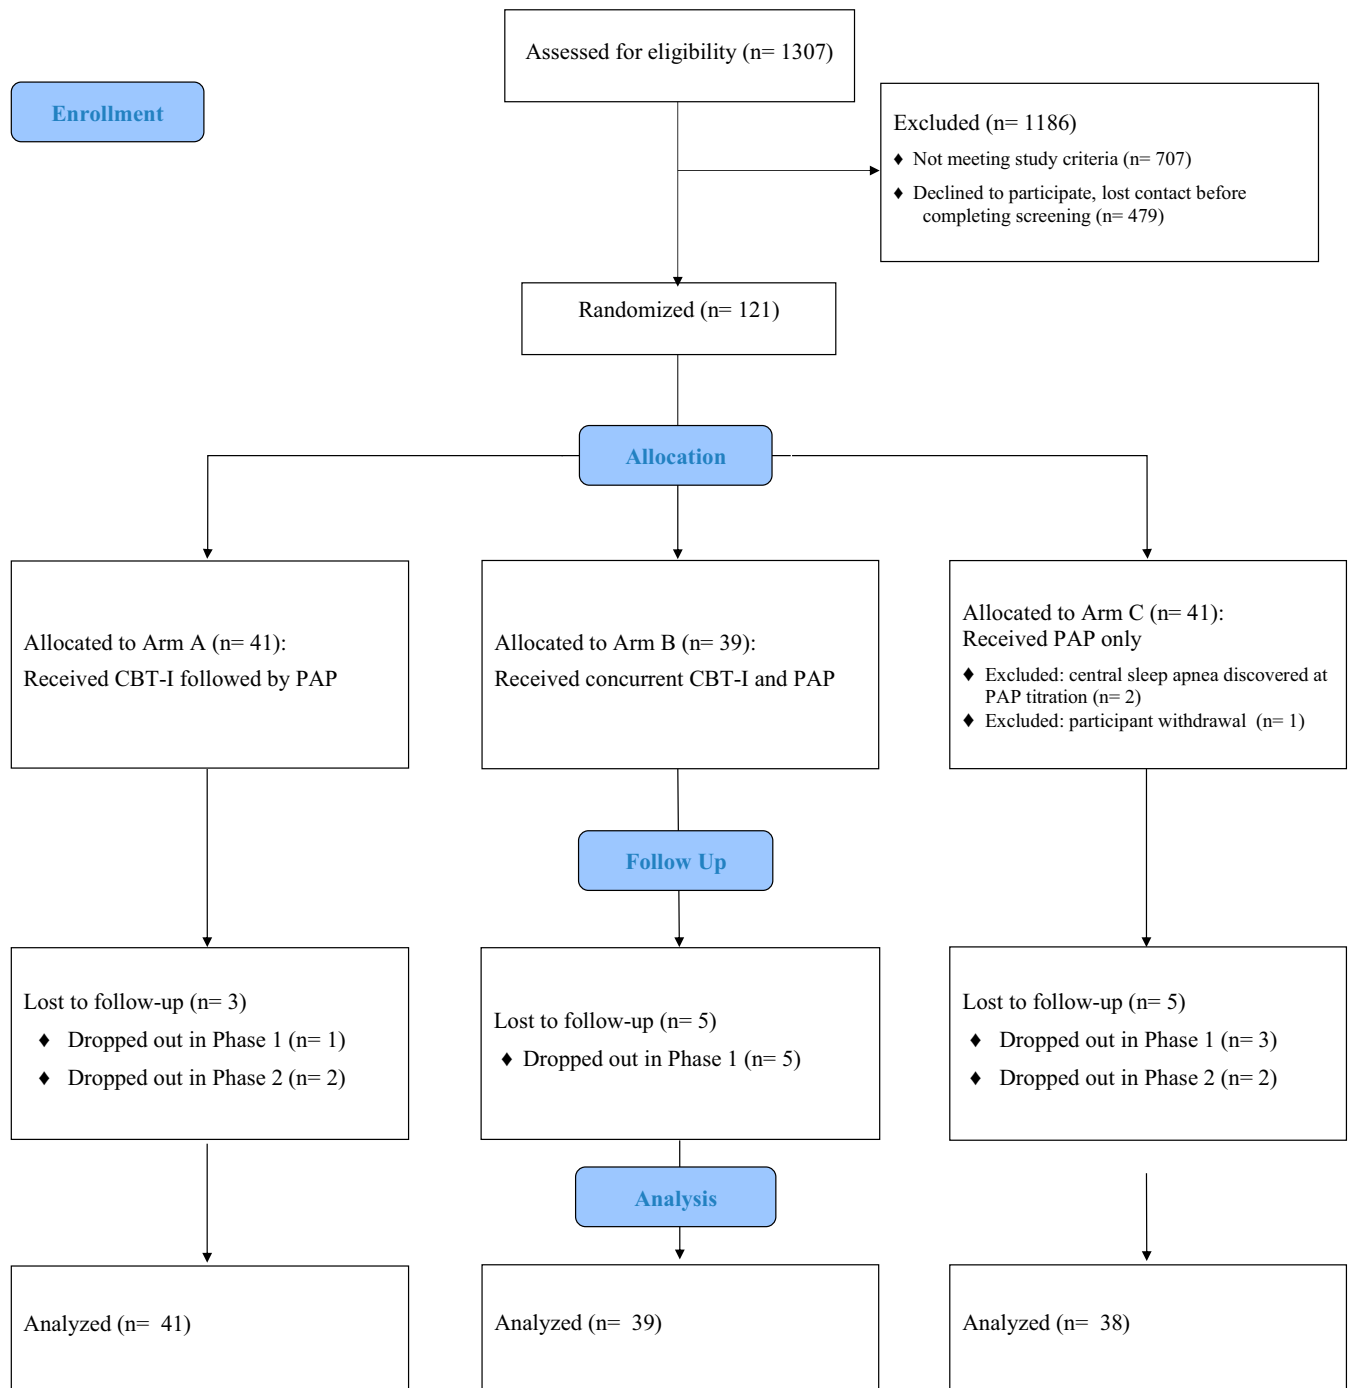 Assessed for eligibility (n= 1307)
Enrollment
Excluded (n= 1186)
♦ Not meeting study criteria (n= 707)
♦ Declined to participate, lost contact before
completing screening (n= 479)
Randomized (n= 121)
Allocation
Allocated to Arm A (n= 41):
Received CBT-I followed by PAP
Allocated to Arm B (n= 39):
Received concurrent CBT-I and PAP
Allocated to Arm C (n= 41):
Received PAP only
♦ Excluded: central sleep apnea discovered at
PAP titration (n= 2)
♦ Excluded: participant withdrawal (n= 1)
Follow Up
Lost to follow-up (n= 3)
♦ Dropped out in Phase 1 (n= 1)
♦ Dropped out in Phase 2 (n= 2)
Lost to follow-up (n= 5)
♦ Dropped out in Phase 1 (n= 5)
Lost to follow-up (n= 5)
♦ Dropped out in Phase 1 (n= 3)
♦ Dropped out in Phase 2 (n= 2)
Analysis
Analyzed (n= 41)
Analyzed (n= 39)
Analyzed (n= 38)